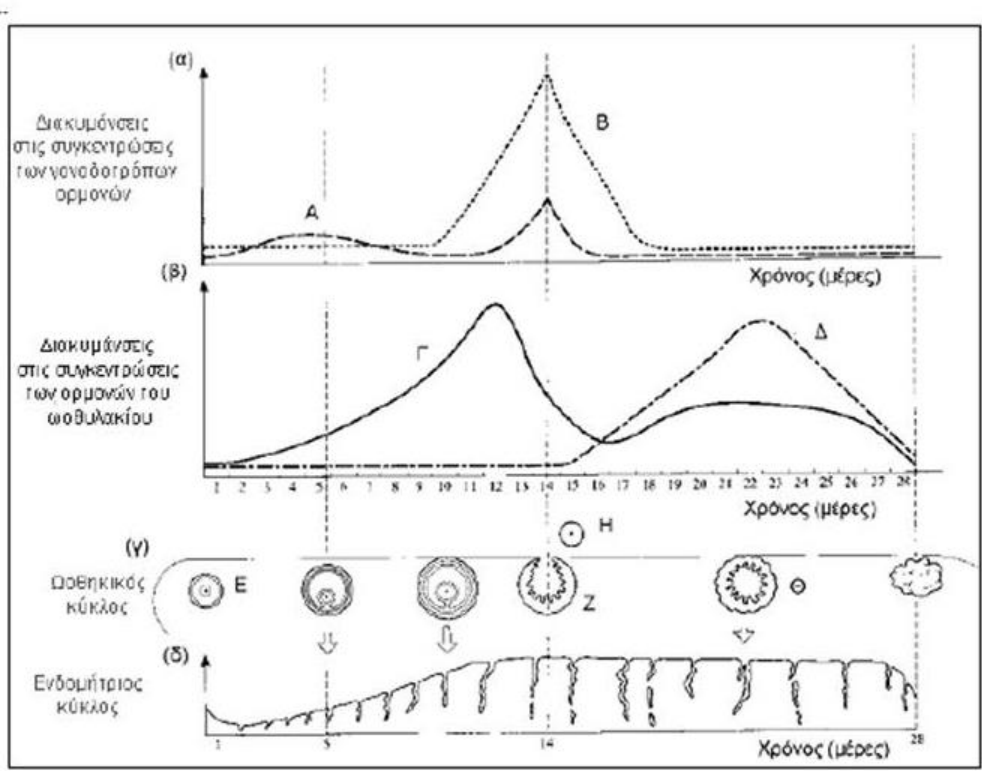 (α)
Διακυμάνσεις
στις συγκεντρώσεις
των γοναδοτρόπων
ορμονών
Α
Β
Χρόνος (μέρες)
(β)
Διακυμάνσεις
στις συγκεντρώσεις
των ορμονών του
ωοθυλακίου
Γ
Δ
1 2 3 4 5 6 7 8 9 10 11 12 13 14 15 16 17 18 19 20 21 22 23 24 25 26 27 28
Χρόνος (μέρες)
(γ)
Ωοθηκικός
κύκλος
Ε
Η
Ζ
Θ
(δ)
Ενδομήτριος
κύκλος
1 5 14 28
Χρόνος (μέρες)